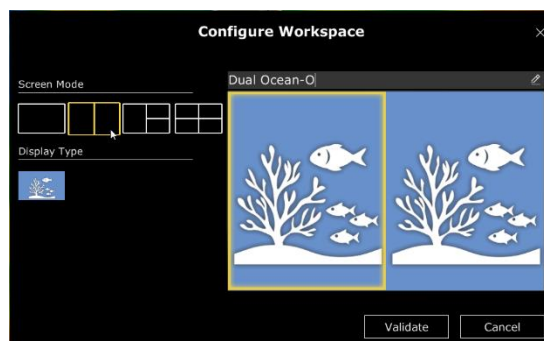 Configure Workspace
Screen Mode
Dual Ocean-O
Display Type
Validate
Cancel